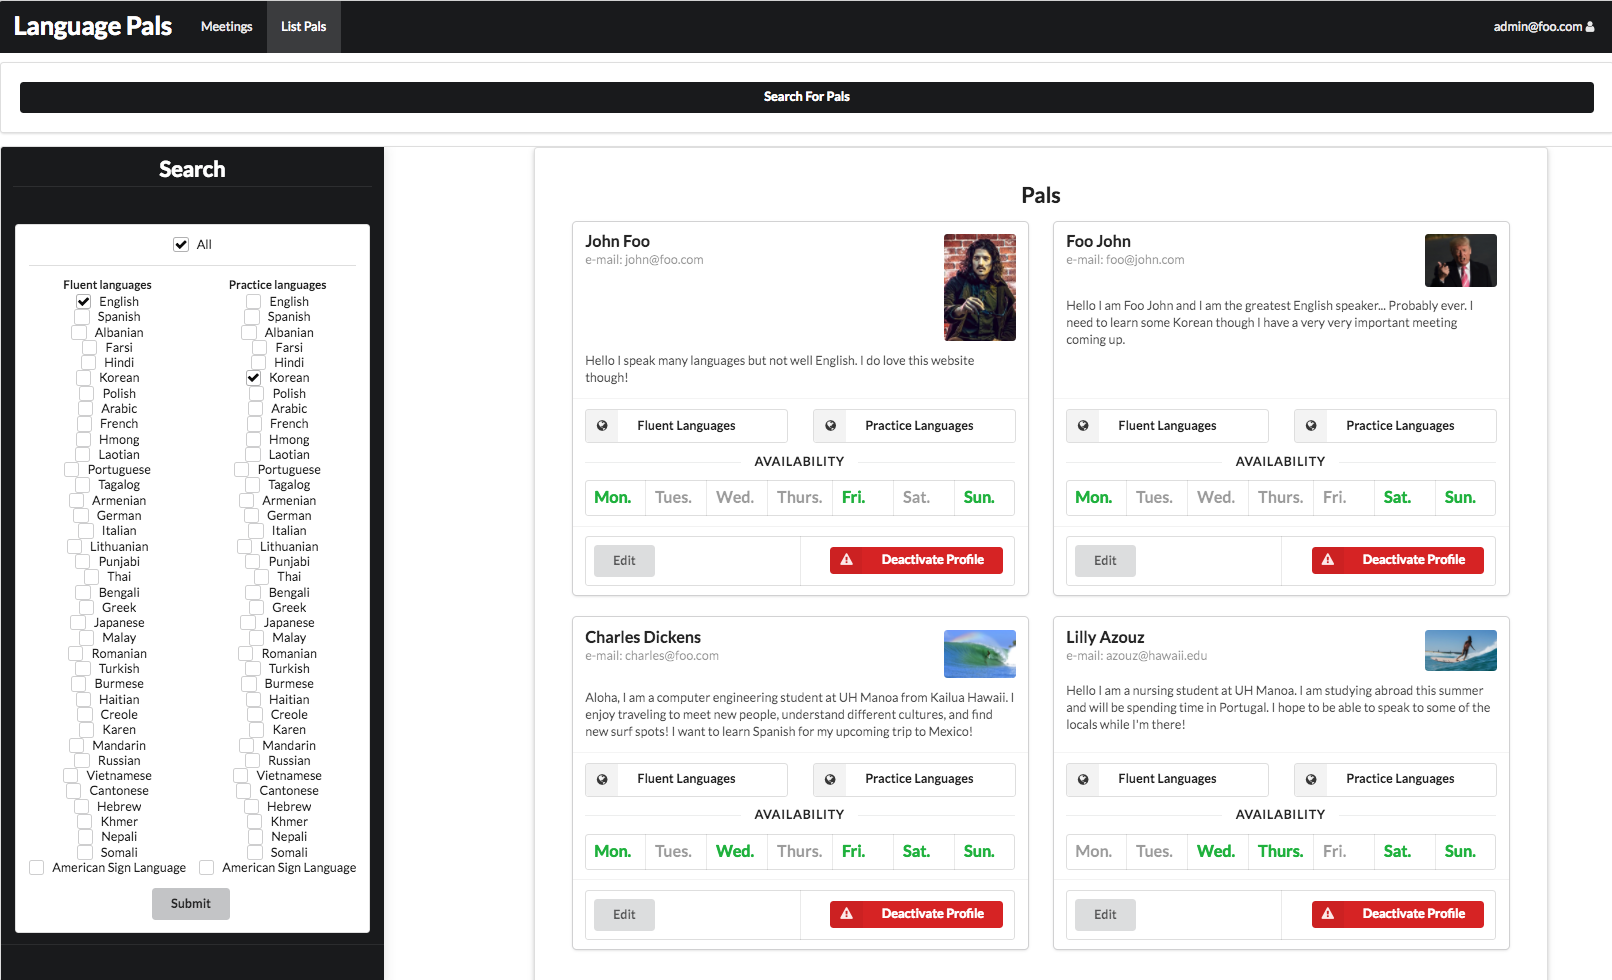 Language Pals
Meetings
List Pals
admin@foo.com
Search For Pals
Search
All
Fluent languages
English
Spanish
Albanian
Farsi
Hindi
Korean
Polish
Arabic
French
Hmong
Laotian
Portuguese
Tagalog
Armenian
German
Italian
Lithuanian
Punjabi
Thai
Bengali
Greek
Japanese
Malay
Romanian
Turkish
Burmese
Haitian
Creole
Karen
Mandarin
Russian
Vietnamese
Cantonese
Hebrew
Khmer
Nepali
Somali
American Sign Language
Practice languages
English
Spanish
Albanian
Farsi
Hindi
Korean
Polish
Arabic
French
Hmong
Laotian
Portuguese
Tagalog
Armenian
German
Italian
Lithuanian
Punjabi
Thai
Bengali
Greek
Japanese
Malay
Romanian
Turkish
Burmese
Haitian
Creole
Karen
Mandarin
Russian
Vietnamese
Cantonese
Hebrew
Khmer
Nepali
Somali
American Sign Language
Submit
Pals
John Foo
e-mail: john@foo.com
Hello I speak many languages but not well English. I do love this website
though!
Fluent Languages
Practice Languages
AVAILABILITY
Mon. Tues. Wed. Thurs. Fri. Sat. Sun.
Edit
Deactivate Profile
Foo John
e-mail: foo@john.com
Hello I am Foo John and I am the greatest English speaker... Probably ever. I
need to learn some Korean though I have a very very important meeting
coming up.
Fluent Languages
Practice Languages
AVAILABILITY
Mon. Tues. Wed. Thurs. Fri. Sat. Sun.
Edit
Deactivate Profile
Charles Dickens
e-mail: charles@foo.com
Aloha, I am a computer engineering student at UH Manoa from Kailua Hawaii. I
enjoy traveling to meet new people, understand different cultures, and find
new surf spots! I want to learn Spanish for my upcoming trip to Mexico!
Fluent Languages
Practice Languages
AVAILABILITY
Mon. Tues. Wed. Thurs. Fri. Sat. Sun.
Edit
Deactivate Profile
Lilly Azouz
e-mail: azouz@hawaii.edu
Hello I am a nursing student at UH Manoa. I am studying abroad this summer
and will be spending time in Portugal. I hope to be able to speak to some of the
locals while I'm there!
Fluent Languages
Practice Languages
AVAILABILITY
Mon. Tues. Wed. Thurs. Fri. Sat. Sun.
Edit
Deactivate Profile